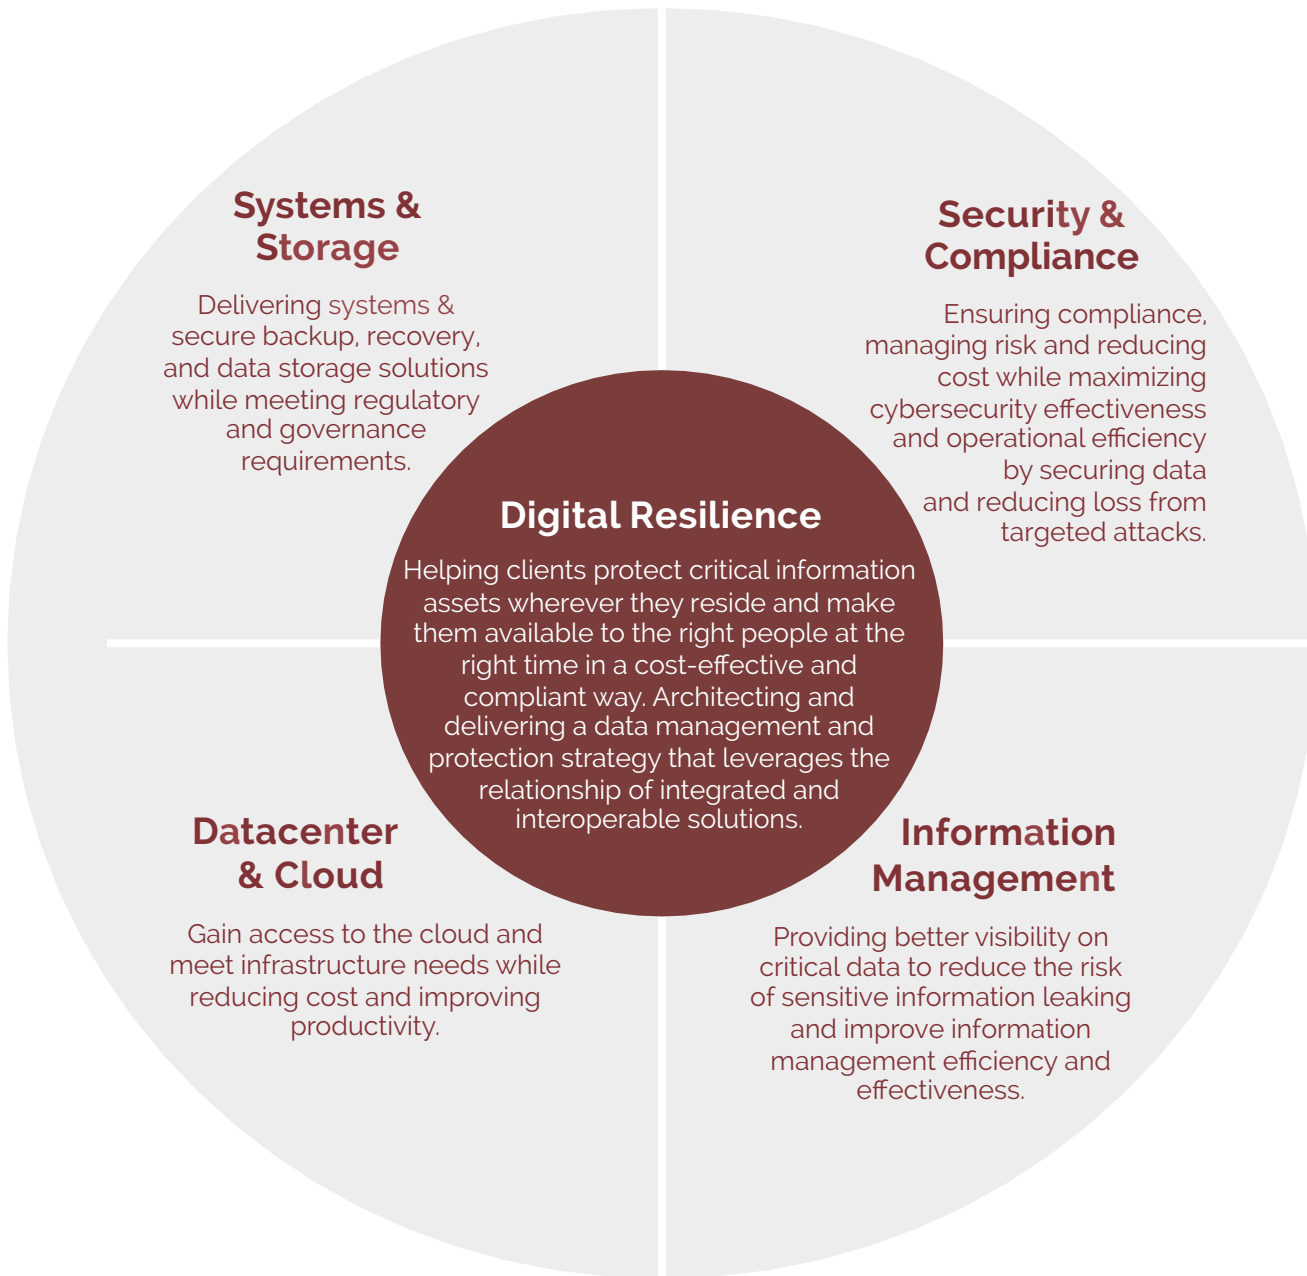 Systems &
Storage
Delivering systems &
secure backup, recovery,
and data storage solutions
while meeting regulatory
and governance
requirements.
Security &
Compliance
Ensuring compliance,
managing risk and reducing
cost while maximizing
cybersecurity effectiveness
and operational efficiency
by securing data
and reducing loss from
targeted attacks.
Digital Resilience
Helping clients protect critical information
assets wherever they reside and make
them available to the right people at the
right time in a cost-effective and
compliant way. Architecting and
delivering a data management and
protection strategy that leverages the
relationship of integrated and
interoperable solutions.
Datacenter
& Cloud
Gain access to the cloud and
meet infrastructure needs while
reducing cost and improving
productivity.
Information
Management
Providing better visibility on
critical data to reduce the risk
of sensitive information leaking
and improve information
management efficiency and
effectiveness.